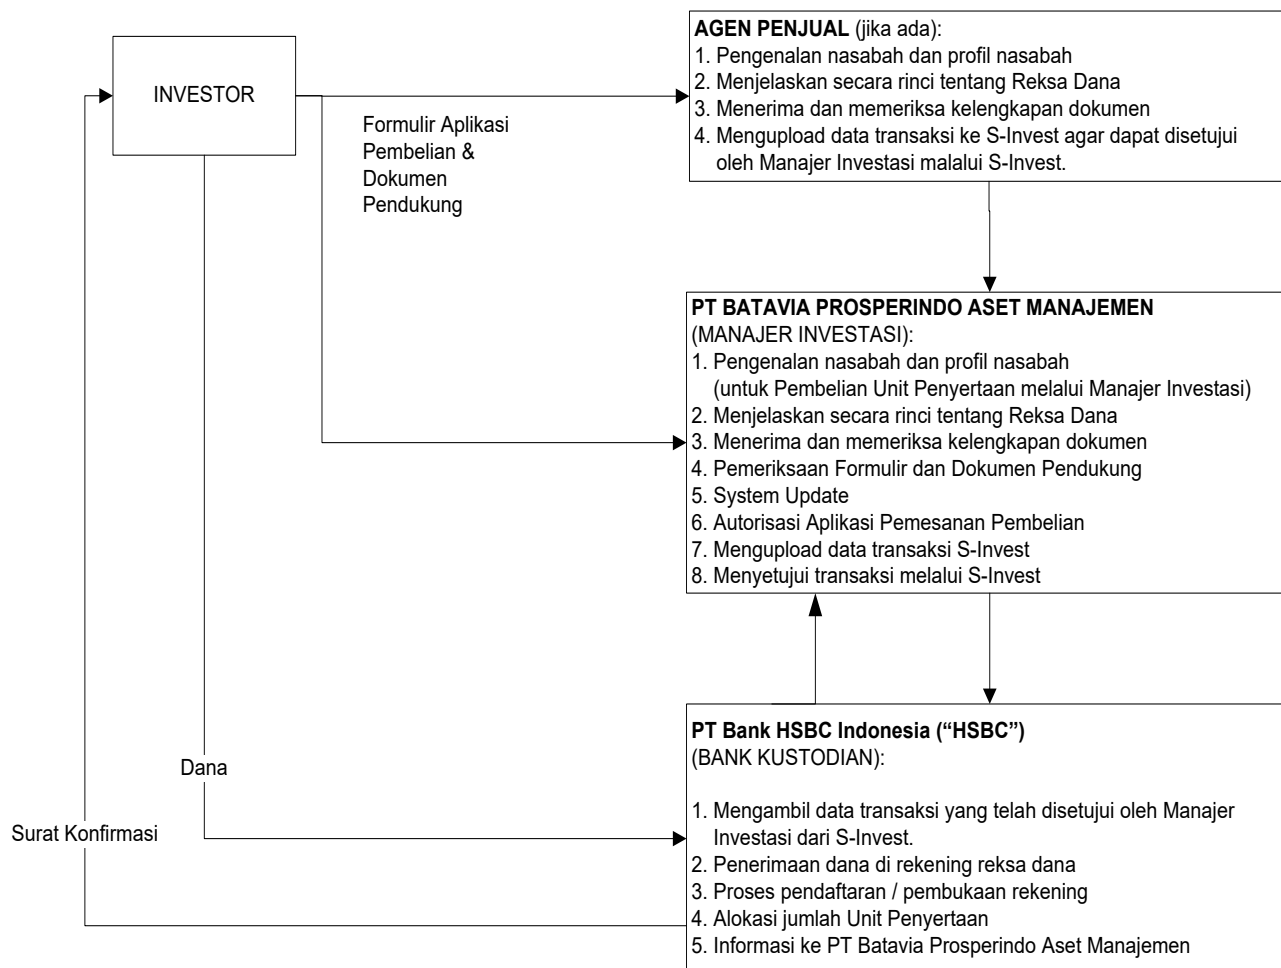 AGEN PENJUAL (jika ada):
1. Pengenalan nasabah dan profil nasabah
2. Menjelaskan secara rinci tentang Reksa Dana
3. Menerima dan memeriksa kelengkapan dokumen
4. Mengupload data transaksi ke S-Invest agar dapat disetujui
oleh Manajer Investasi malalui S-Invest.
INVESTOR
Formulir Aplikasi
Pembelian &
Dokumen
Pendukung
PT BATAVIA PROSPERINDO ASET MANAJEMEN
(MANAJER INVESTASI):
1. Pengenalan nasabah dan profil nasabah
(untuk Pembelian Unit Penyertaan melalui Manajer Investasi)
2. Menjelaskan secara rinci tentang Reksa Dana
3. Menerima dan memeriksa kelengkapan dokumen
4. Pemeriksaan Formulir dan Dokumen Pendukung
5. System Update
6. Autorisasi Aplikasi Pemesanan Pembelian
7. Mengupload data transaksi S-Invest
8. Menyetujui transaksi melalui S-Invest
PT Bank HSBC Indonesia (“HSBC”)
(BANK KUSTODIAN):
1. Mengambil data transaksi yang telah disetujui oleh Manajer
Investasi dari S-Invest.
2. Penerimaan dana di rekening reksa dana
3. Proses pendaftaran / pembukaan rekening
4. Alokasi jumlah Unit Penyertaan
5. Informasi ke PT Batavia Prosperindo Aset Manajemen
Dana
Surat Konfirmasi